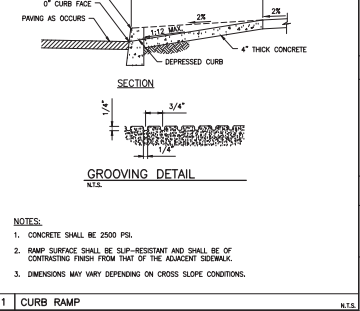 0" CURB FACE
PAVING AS OCCURS
2%
2%
1:12 MAX.
4" THICK CONCRETE
DEPRESSED CURB
SECTION
1/4"
3/4"
1/4"
GROOVING DETAIL
N.T.S.
NOTES:
1. CONCRETE SHALL BE 2500 PSI.
2. RAMP SURFACE SHALL BE SLIP-RESISTANT AND SHALL BE OF
CONTRASTING FINISH FROM THAT OF THE ADJACENT SIDEWALK.
3. DIMENSIONS MAY VARY DEPENDING ON CROSS SLOPE CONDITIONS.
1 CURB RAMP N.T.S.